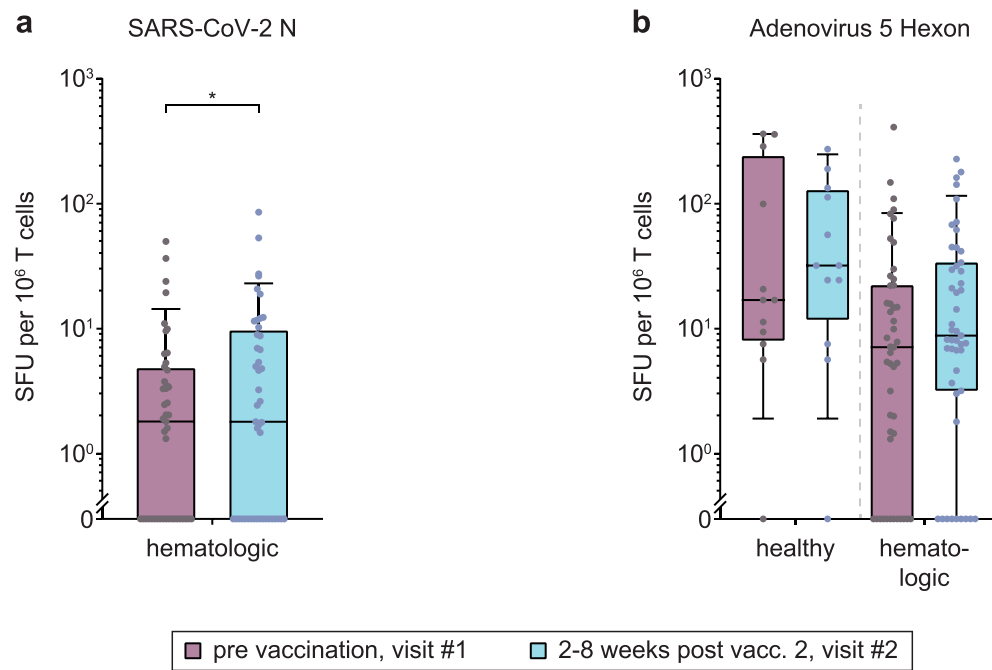 a
SARS-CoV-2 N
SFU per 10⁶ T cells
10³
10²
10¹
10⁰
0
*
hematologic
b
Adenovirus 5 Hexon
SFU per 10⁶ T cells
10³
10²
10¹
10⁰
0
healthy
hemato-
logic
pre vaccination, visit #1
2-8 weeks post vacc. 2, visit #2